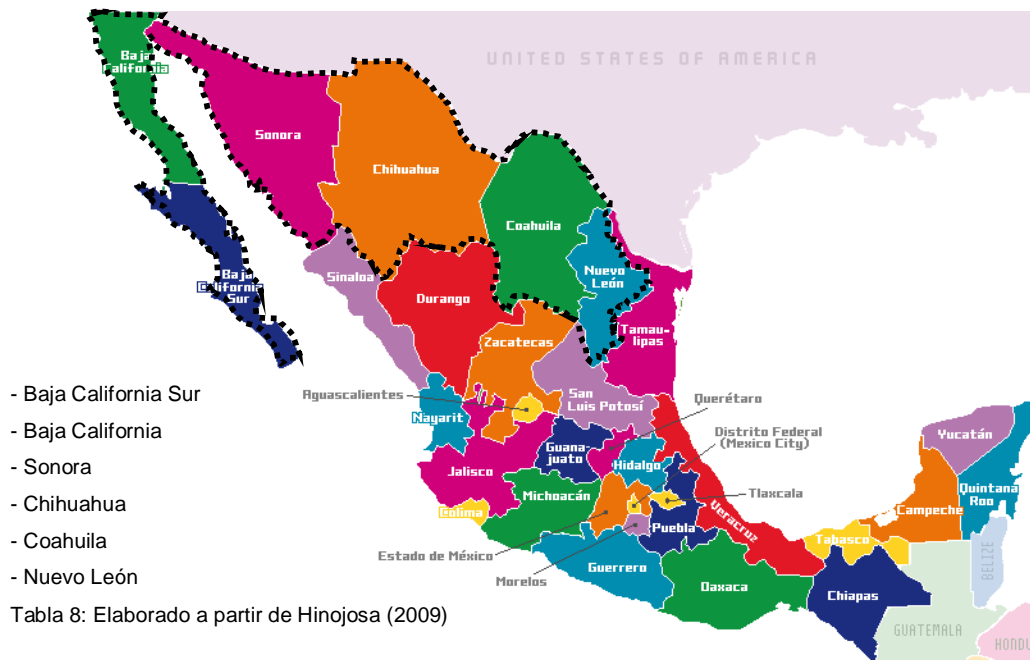 UNITED STATES OF AMERICA
Baja
California
Sonora
Chihuahua
Coahuila
Baja
California
Sur
Sinaloa
Nuevo
León
Durango
Tamau-
lipas
Zacatecas
Aguascalientes
San
Luis Potosí
Querétaro
Nayarit
Distrito Federal
(Mexico City)
Guana-
juato
Hidalgo
Yucatán
Jalisco
Tlaxcala
Quintana
Roo
Michoacán
Campeche
Colima
Veracruz
Puebla
Tabasco
Estado de México
Morelos
Guerrero
Oaxaca
Chiapas
BELIZE
GUATEMALA
HONDU
- Baja California Sur
- Baja California
- Sonora
- Chihuahua
- Coahuila
- Nuevo León
Tabla 8: Elaborado a partir de Hinojosa (2009)